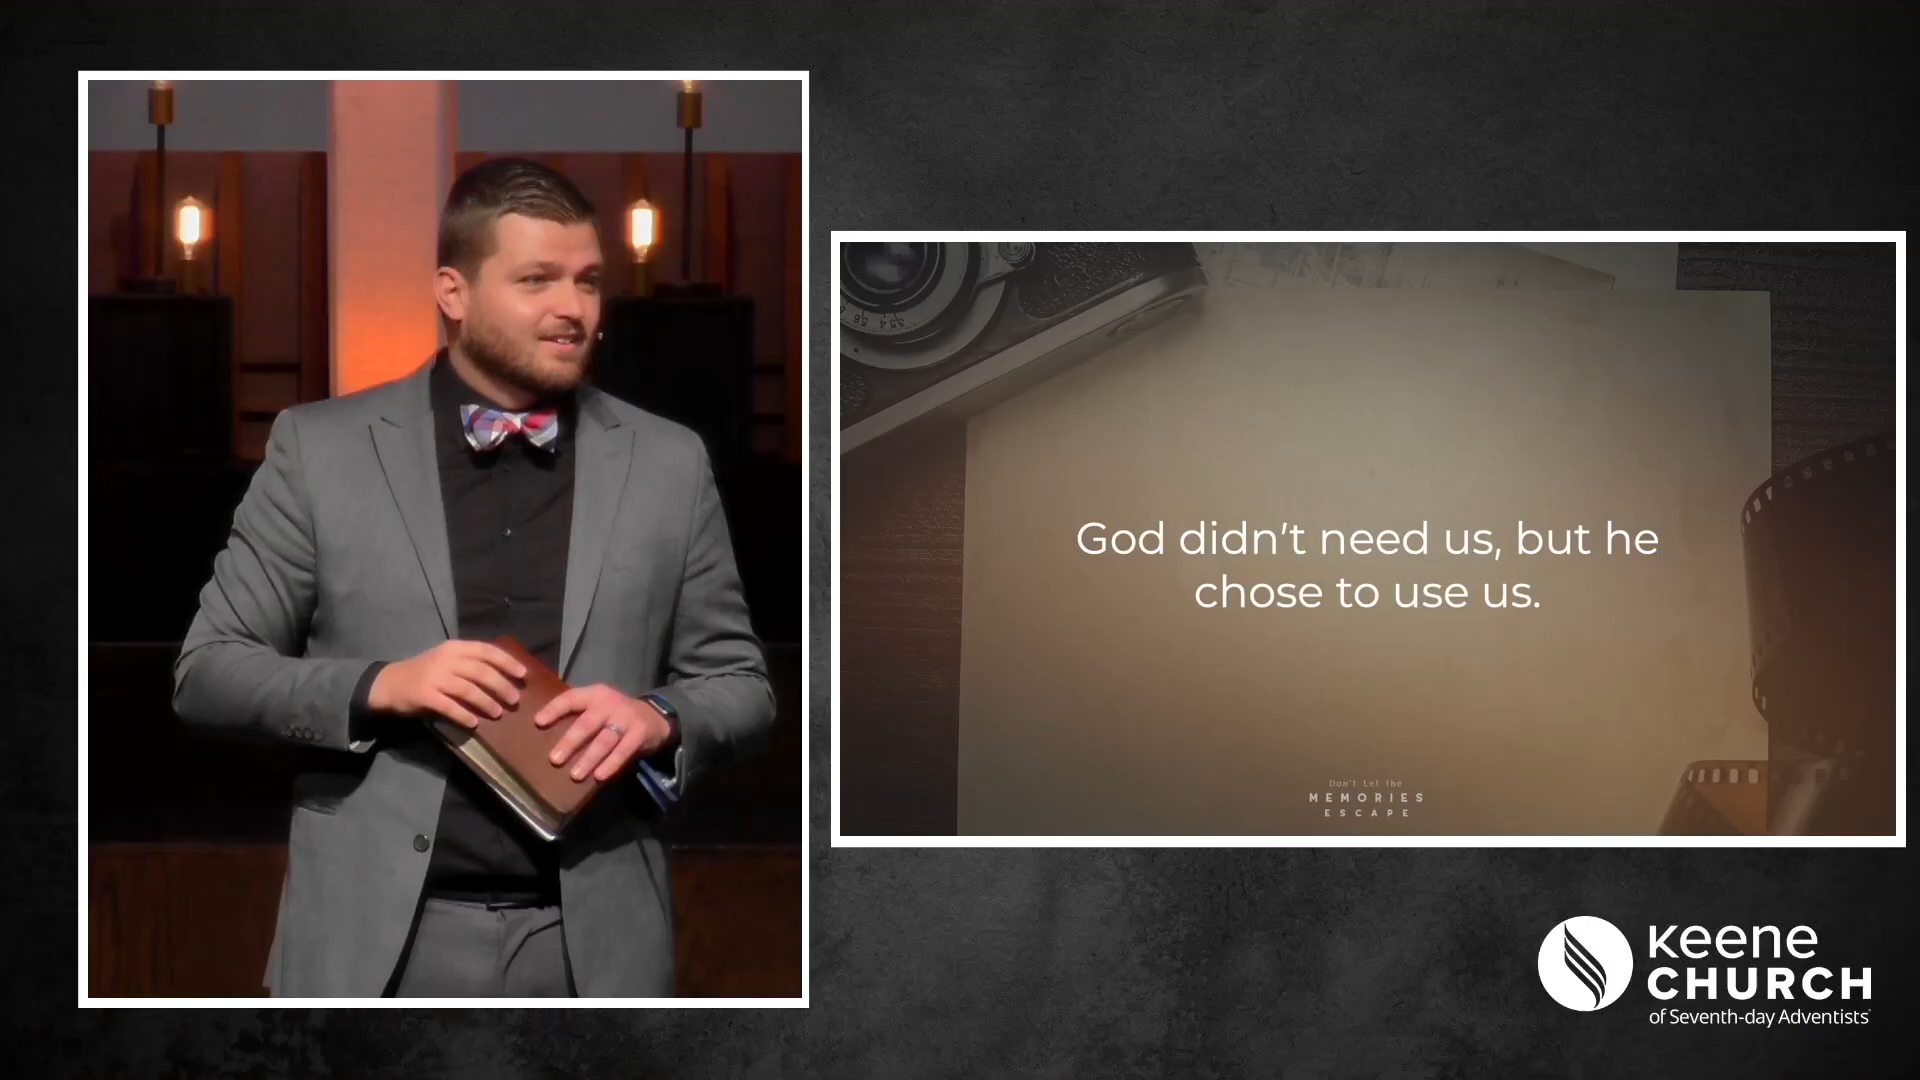 God didn't need us, but he
chose to use us.
Don't Let the
MEMORIES
ESCAPE
Keene
CHURCH
of Seventh-day Adventists